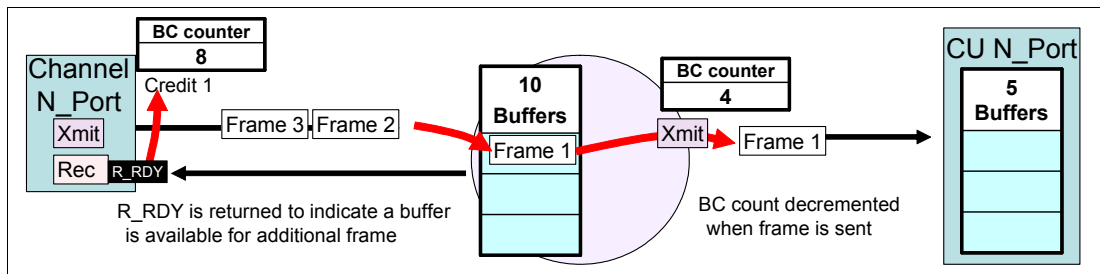 BC counter
8
Channel
N_Port
Credit 1
Xmit
Frame 3
Frame 2
Rec
R_RDY
R_RDY is returned to indicate a buffer
is available for additional frame
10
Buffers
Frame 1
BC counter
4
Xmit
Frame 1
BC count decremented
when frame is sent
CU N_Port
5
Buffers